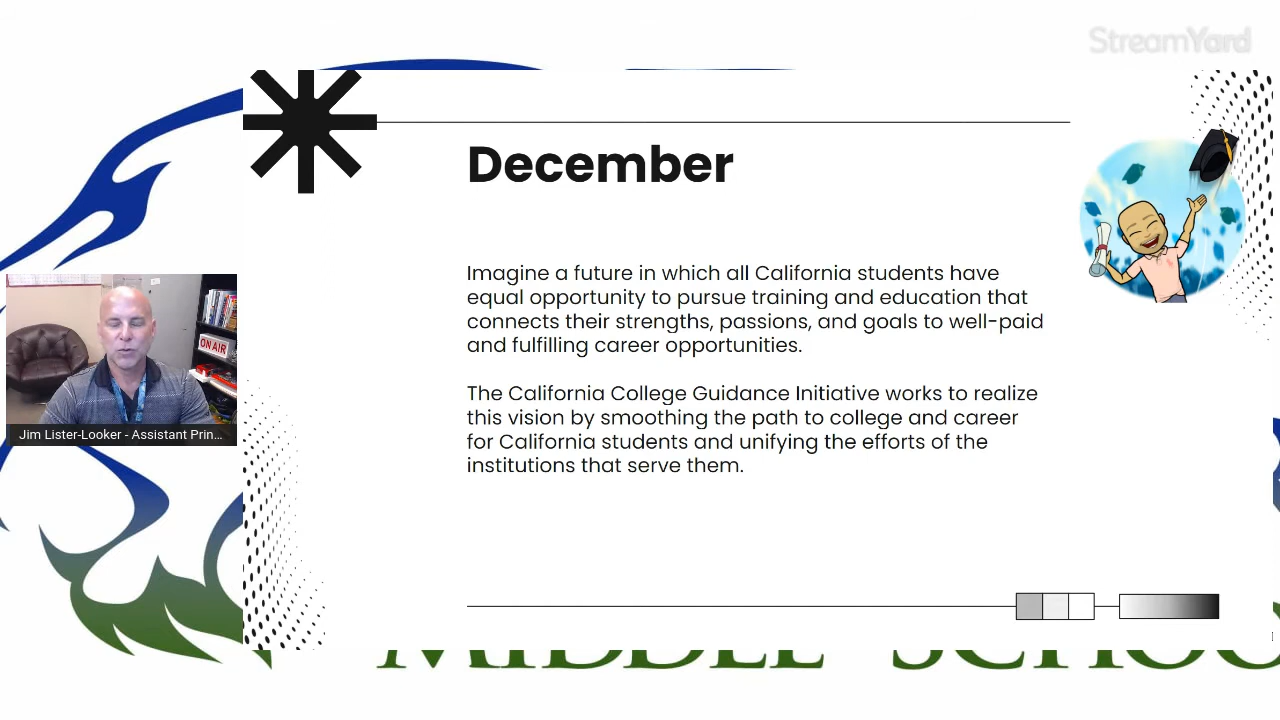 StreamYard
December
Imagine a future in which all California students have
equal opportunity to pursue training and education that
connects their strengths, passions, and goals to well-paid
and fulfilling career opportunities.
The California College Guidance Initiative works to realize
this vision by smoothing the path to college and career
for California students and unifying the efforts of the
institutions that serve them.
ON AIR
Jim Lister-Looker - Assistant Prin...
MIDDLE SCHOO